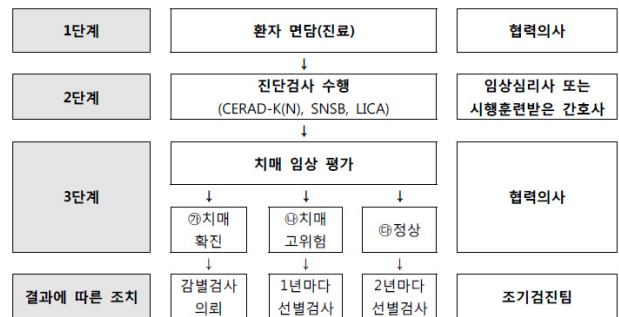 1단계
환자 면담(진료)
협력의사
2단계
진단검사 수행
(CERAD-K(N), SNSB, LICA)
임상심리사 또는
시행훈련받은 간호사
3단계
치매 임상 평가
협력의사
㉮치매
확진
㉯치매
고위험
㉰정상
결과에 따른 조치
감별검사
의뢰
1년마다
선별검사
2년마다
선별검사
조기검진팀